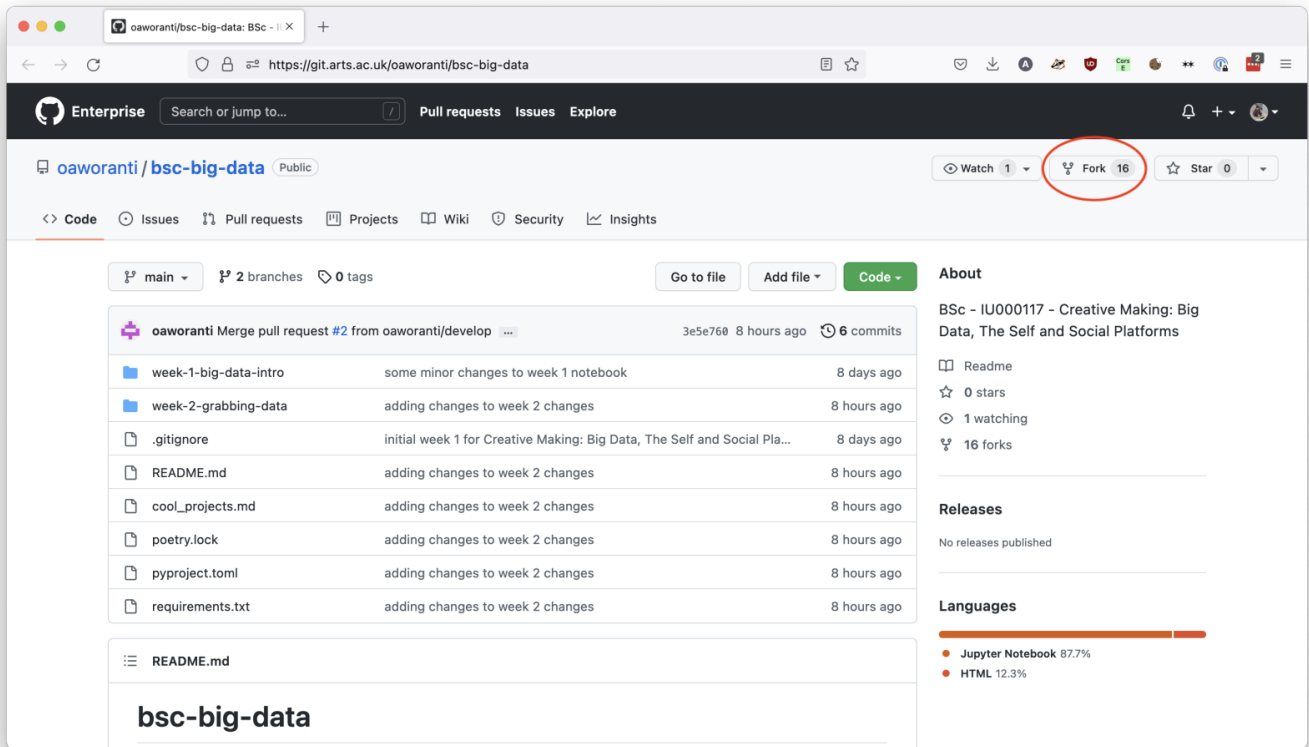 oaworanti/bsc-big-data: BSc - I
https://git.arts.ac.uk/oaworanti/bsc-big-data
A
Cors
E
2
Enterprise
Search or jump to...
/
Pull requests
Issues
Explore
oaworanti / bsc-big-data
Public
Watch 1
Fork 16
Star 0
Code
Issues
Pull requests
Projects
Wiki
Security
Insights
main
2 branches
0 tags
Go to file
Add file
Code
oaworanti Merge pull request #2 from oaworanti/develop ...
3e5e760 8 hours ago
6 commits
week-1-big-data-intro some minor changes to week 1 notebook 8 days ago
week-2-grabbing-data adding changes to week 2 changes 8 hours ago
.gitignore initial week 1 for Creative Making: Big Data, The Self and Social Pla... 8 days ago
README.md adding changes to week 2 changes 8 hours ago
cool_projects.md adding changes to week 2 changes 8 hours ago
poetry.lock adding changes to week 2 changes 8 hours ago
pyproject.toml adding changes to week 2 changes 8 hours ago
requirements.txt adding changes to week 2 changes 8 hours ago
README.md
bsc-big-data
About
BSc - IU000117 - Creative Making: Big
Data, The Self and Social Platforms
Readme
0 stars
1 watching
16 forks
Releases
No releases published
Languages
Jupyter Notebook 87.7%
HTML 12.3%